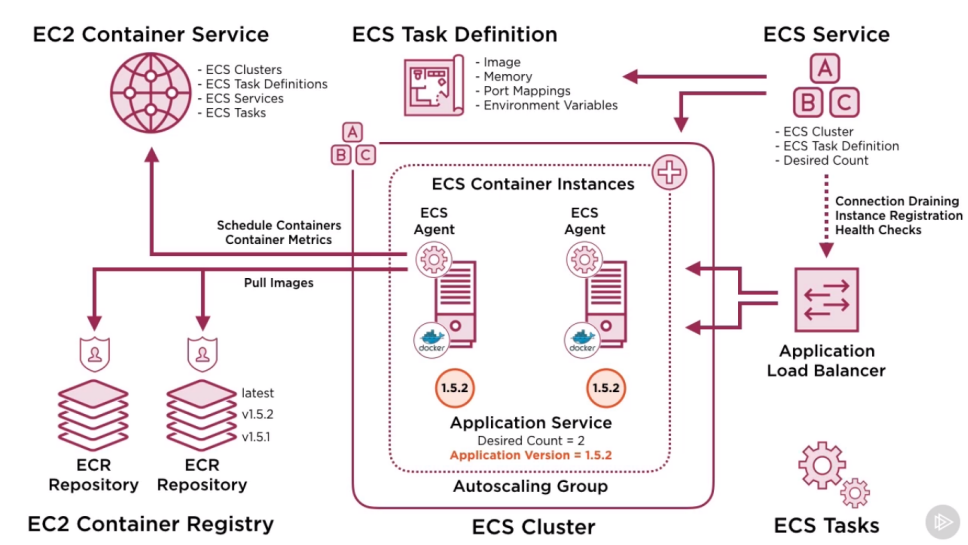 EC2 Container Service
- ECS Clusters
- ECS Task Definitions
- ECS Services
- ECS Tasks
ECS Task Definition
- Image
- Memory
- Port Mappings
- Environment Variables
ECS Service
A
B C
- ECS Cluster
- ECS Task Definition
- Desired Count
Connection Draining
Instance Registration
Health Checks
A
B C
ECS Container Instances
ECS
Agent
ECS
Agent
Schedule Containers
Container Metrics
Pull Images
docker
docker
1.5.2
1.5.2
Application Service
Desired Count = 2
Application Version = 1.5.2
Autoscaling Group
ECS Cluster
Application
Load Balancer
latest
v1.5.2
v1.5.1
ECR
Repository
ECR
Repository
EC2 Container Registry
ECS Tasks